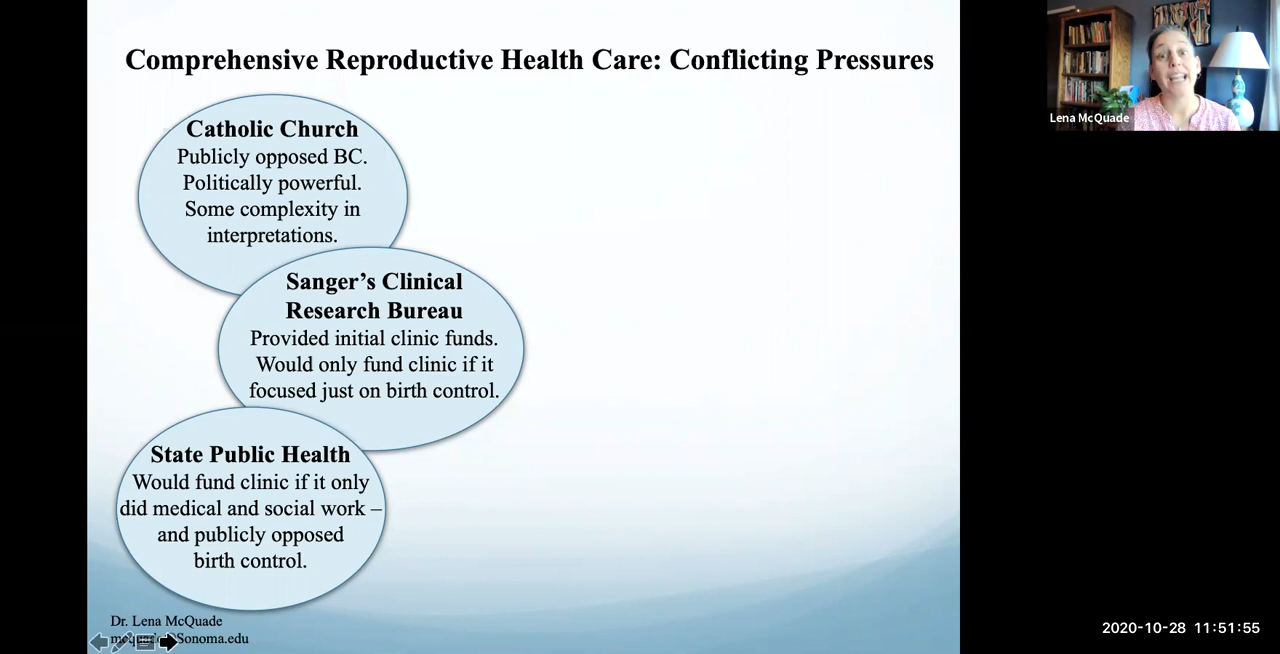 Comprehensive Reproductive Health Care: Conflicting Pressures
Catholic Church
Publicly opposed BC.
Politically powerful.
Some complexity in
interpretations.
Sanger’s Clinical
Research Bureau
Provided initial clinic funds.
Would only fund clinic if it
focused just on birth control.
State Public Health
Would fund clinic if it only
did medical and social work –
and publicly opposed
birth control.
Dr. Lena McQuade
Sonoma.edu
Lena McQuade
2020-10-28 11:51:55